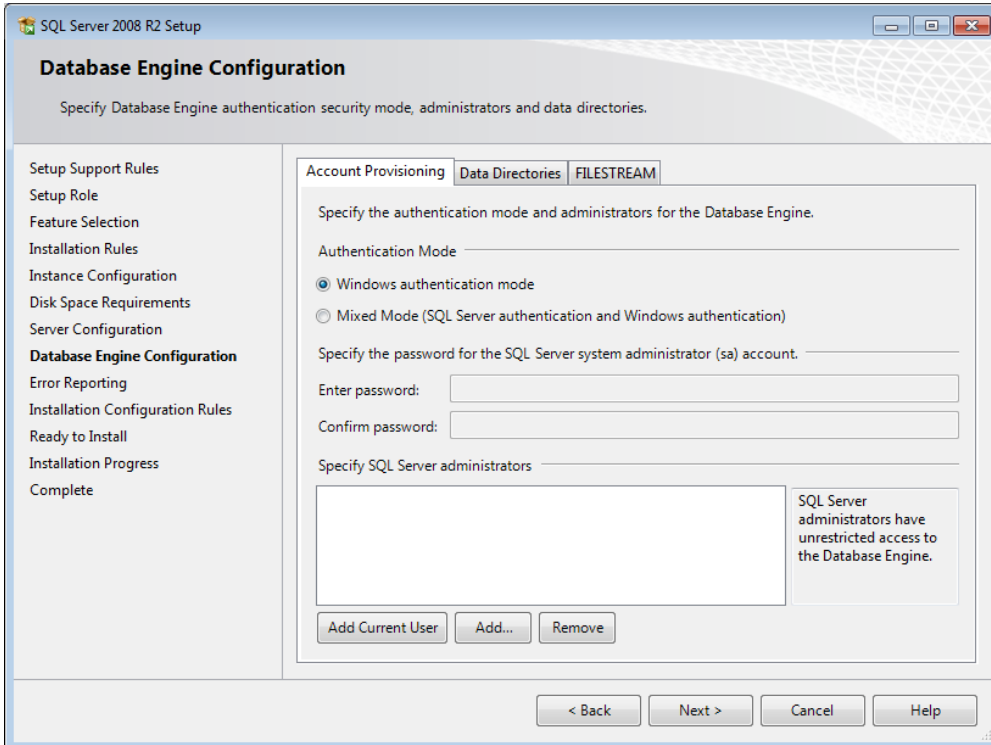 SQL Server 2008 R2 Setup
Database Engine Configuration
Specify Database Engine authentication security mode, administrators and data directories.
Setup Support Rules
Setup Role
Feature Selection
Installation Rules
Instance Configuration
Disk Space Requirements
Server Configuration
Database Engine Configuration
Error Reporting
Installation Configuration Rules
Ready to Install
Installation Progress
Complete
Account Provisioning Data Directories FILESTREAM
Specify the authentication mode and administrators for the Database Engine.
Authentication Mode
Windows authentication mode
Mixed Mode (SQL Server authentication and Windows authentication)
Specify the password for the SQL Server system administrator (sa) account.
Enter password:
Confirm password:
Specify SQL Server administrators
SQL Server
administrators have
unrestricted access to
the Database Engine.
Add Current User Add... Remove
< Back Next > Cancel Help